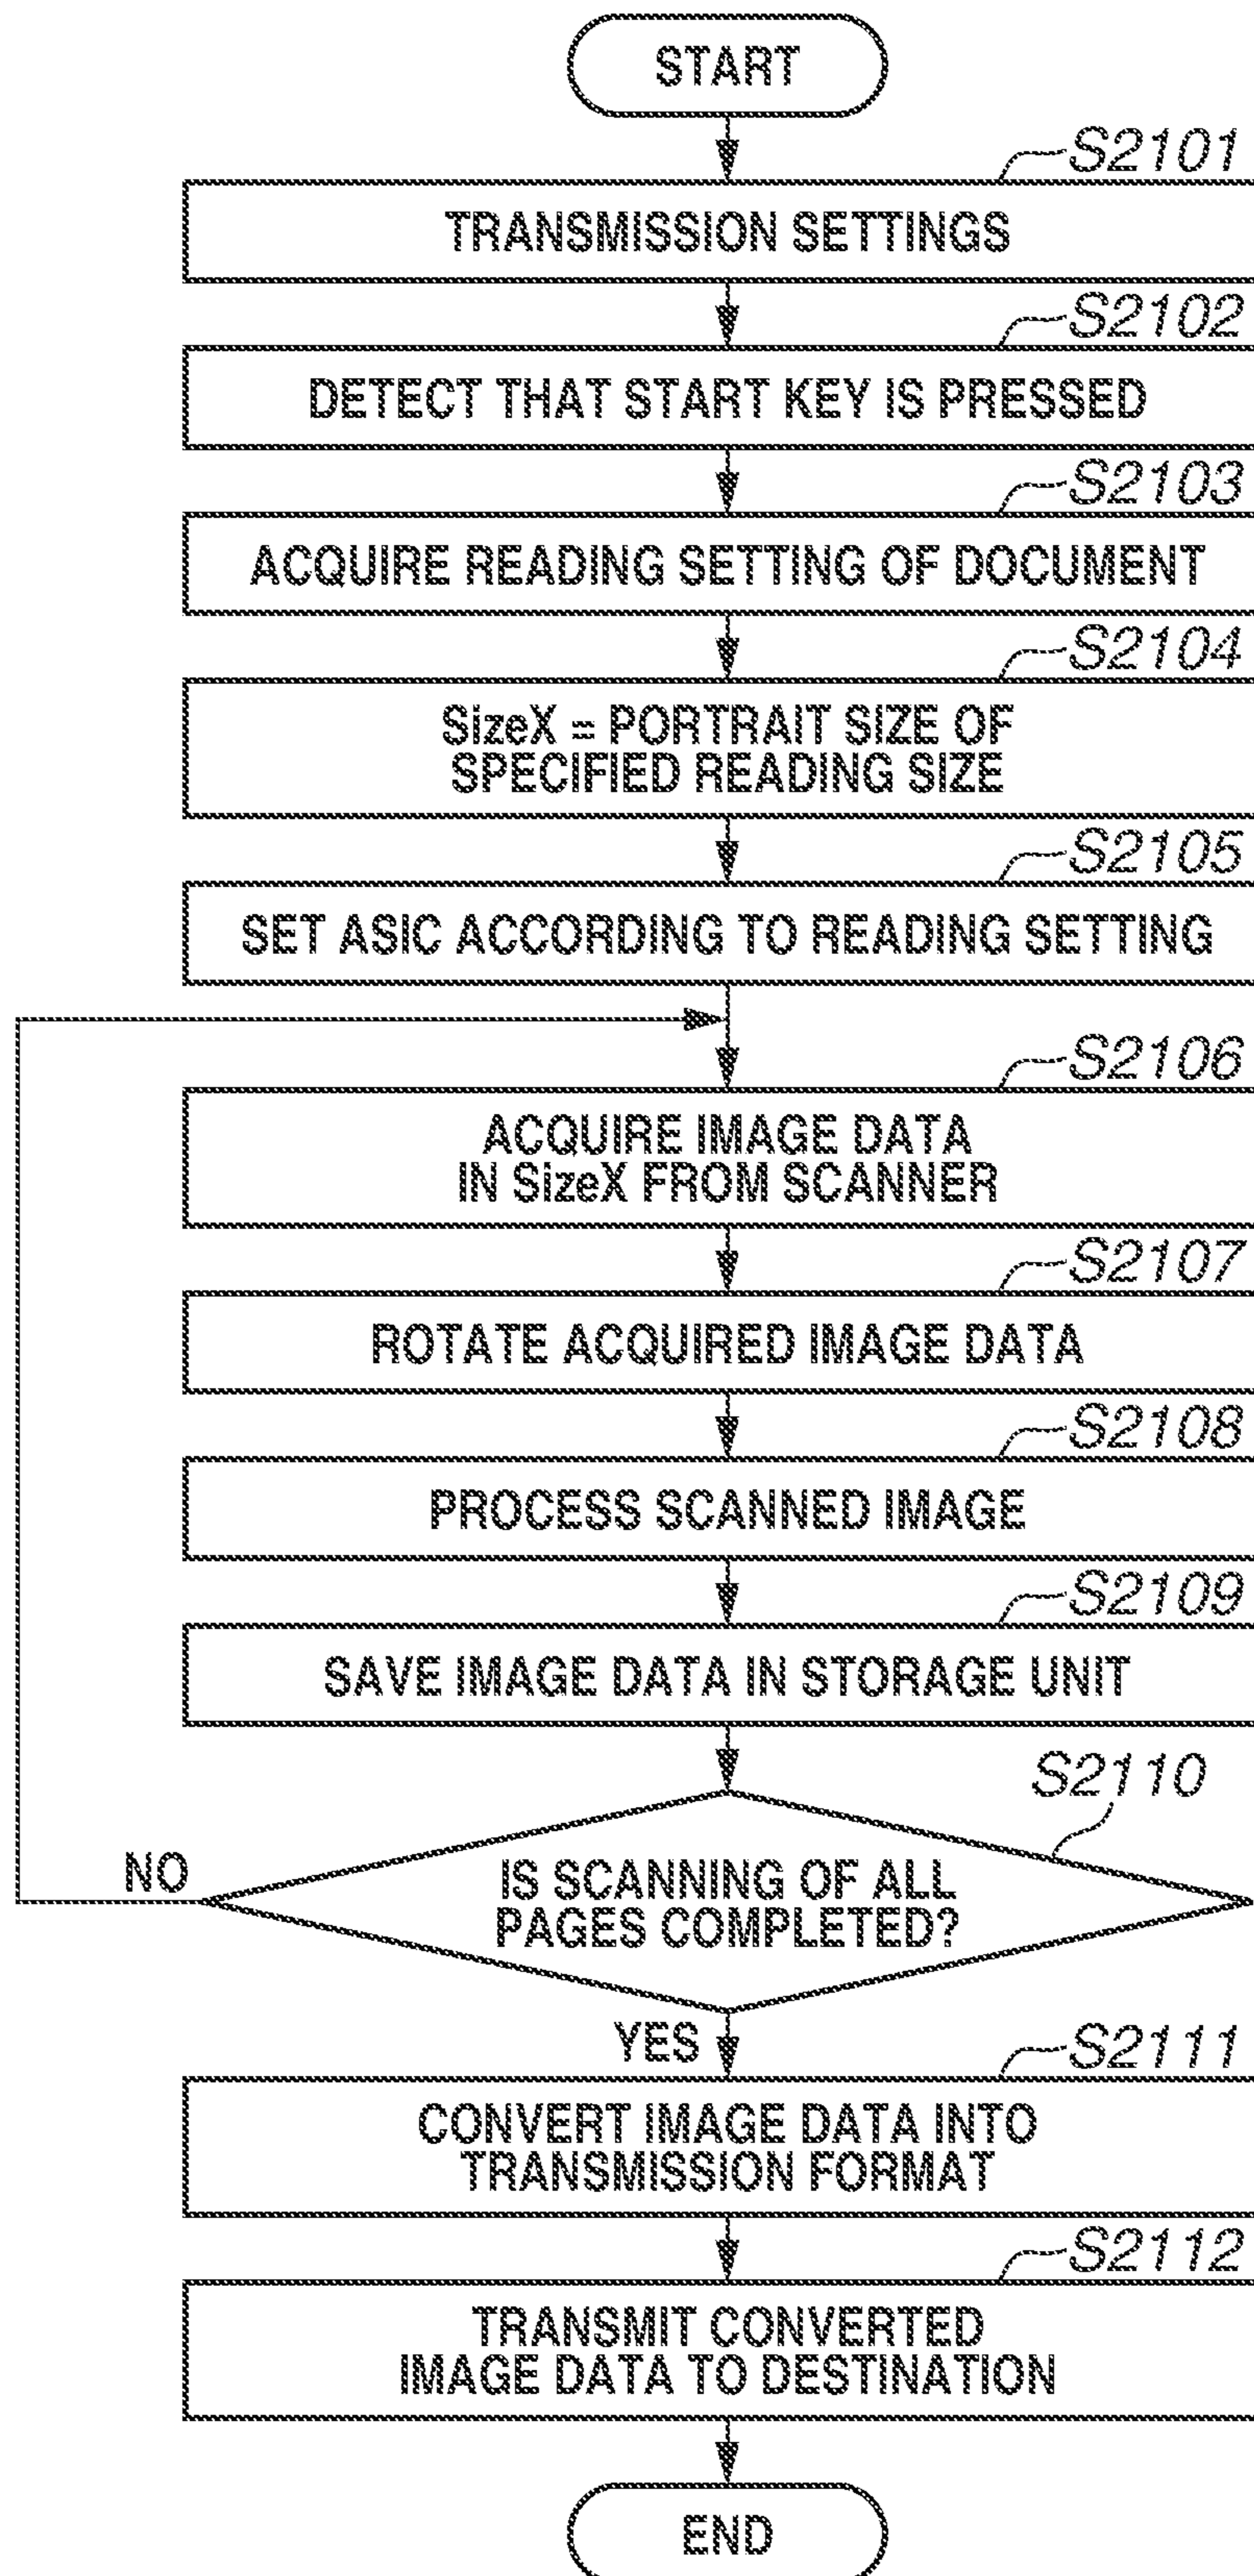 START
S2101
TRANSMISSION SETTINGS
S2102
DETECT THAT START KEY IS PRESSED
S2103
ACQUIRE READING SETTING OF DOCUMENT
S2104
SizeX = PORTRAIT SIZE OF
SPECIFIED READING SIZE
S2105
SET ASIC ACCORDING TO READING SETTING
S2106
ACQUIRE IMAGE DATA
IN SizeX FROM SCANNER
S2107
ROTATE ACQUIRED IMAGE DATA
S2108
PROCESS SCANNED IMAGE
S2109
SAVE IMAGE DATA IN STORAGE UNIT
S2110
NO
IS SCANNING OF ALL
PAGES COMPLETED?
YES
S2111
CONVERT IMAGE DATA INTO
TRANSMISSION FORMAT
S2112
TRANSMIT CONVERTED
IMAGE DATA TO DESTINATION
END